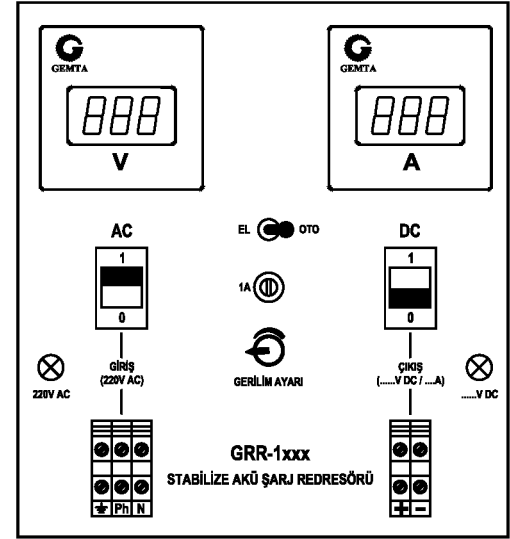 GEMTA
GEMTA
888
888
V
A
AC
EL
OTO
DC
1
1
1A
0
0
GİRİŞ
(220V AC)
GERİLİM AYARI
ÇIKIŞ
(......V DC / ....A)
220V AC
......V DC
GRR-1xxx
STABİLİZE AKÜ ŞARJ REDRESÖRÜ
Ph N
+ −